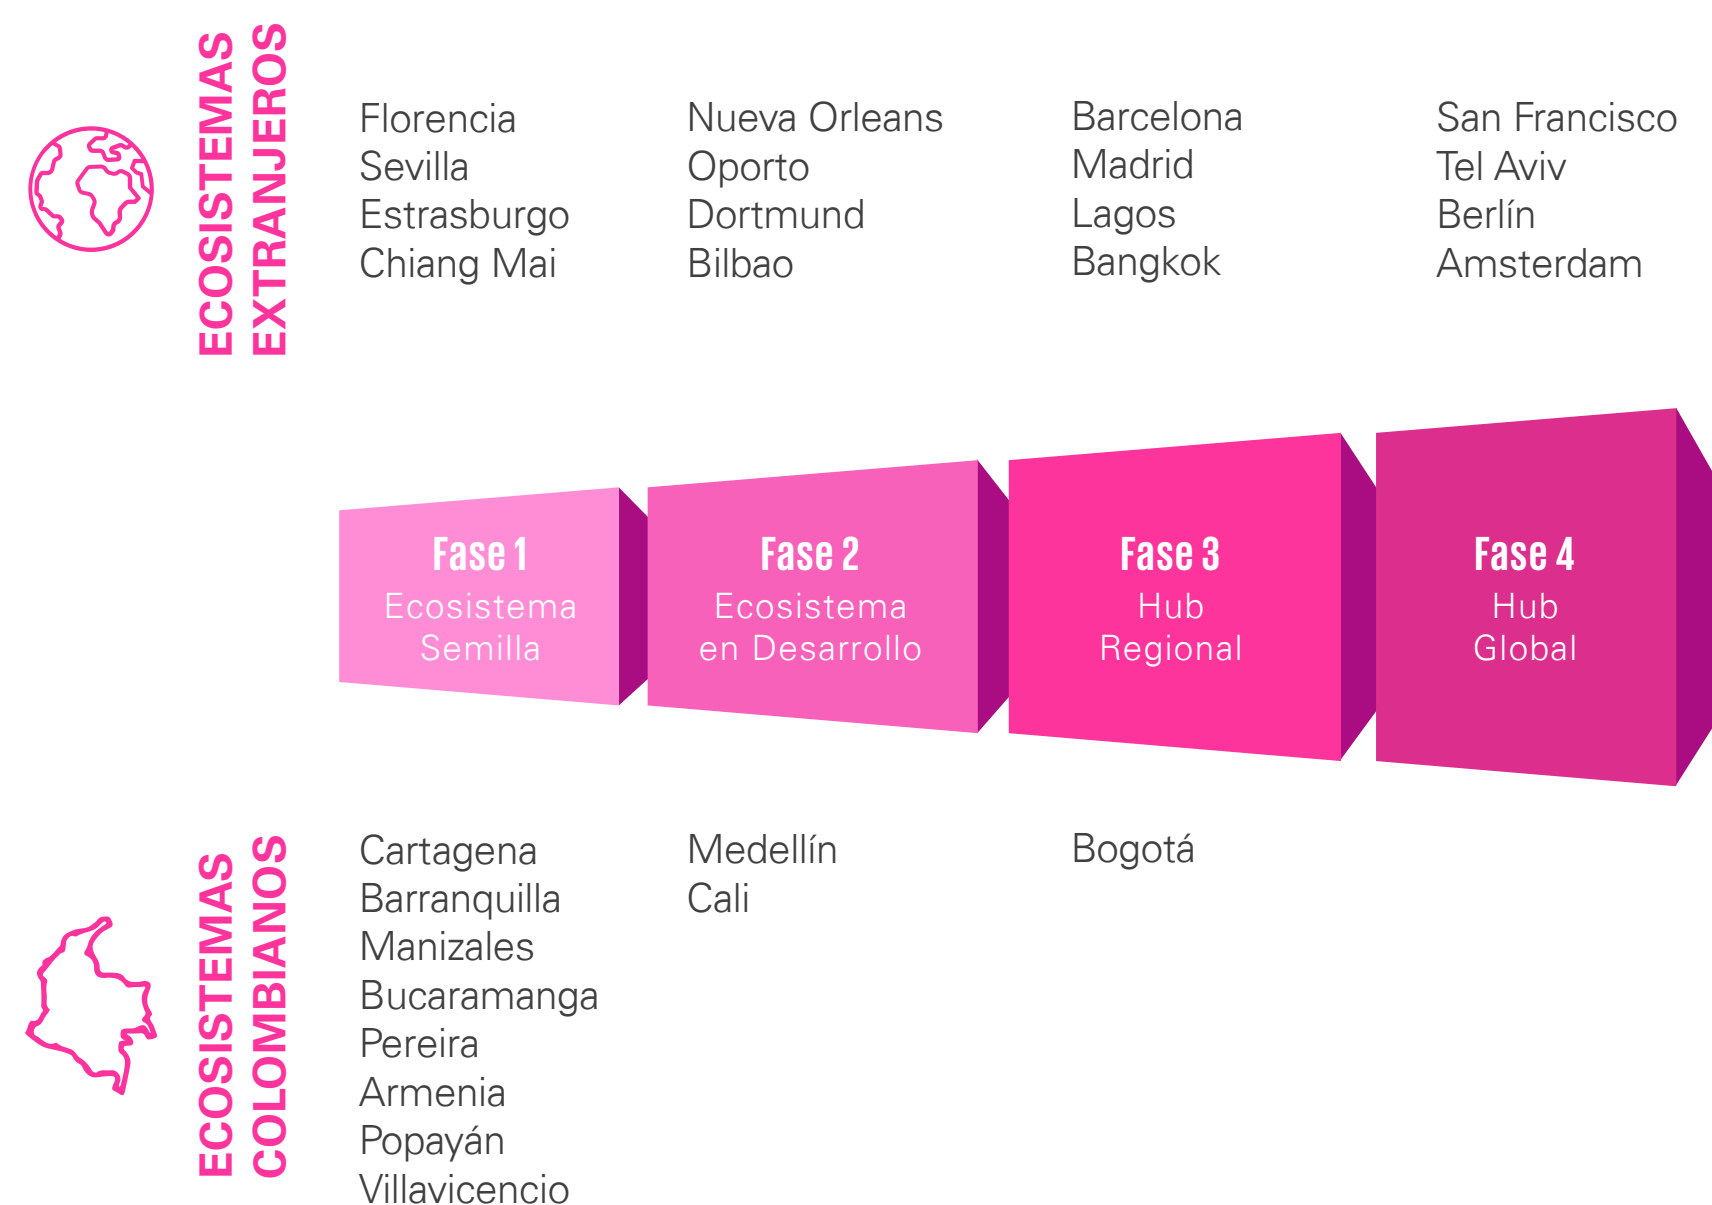 ECOSISTEMAS
EXTRANJEROS
Florencia
Sevilla
Estrasburgo
Chiang Mai
Nueva Orleans
Oporto
Dortmund
Bilbao
Barcelona
Madrid
Lagos
Bangkok
San Francisco
Tel Aviv
Berlín
Amsterdam
Fase 1
Ecosistema
Semilla
Fase 2
Ecosistema
en Desarrollo
Fase 3
Hub
Regional
Fase 4
Hub
Global
ECOSISTEMAS
COLOMBIANOS
Cartagena
Barranquilla
Manizales
Bucaramanga
Pereira
Armenia
Popayán
Villavicencio
Medellín
Cali
Bogotá